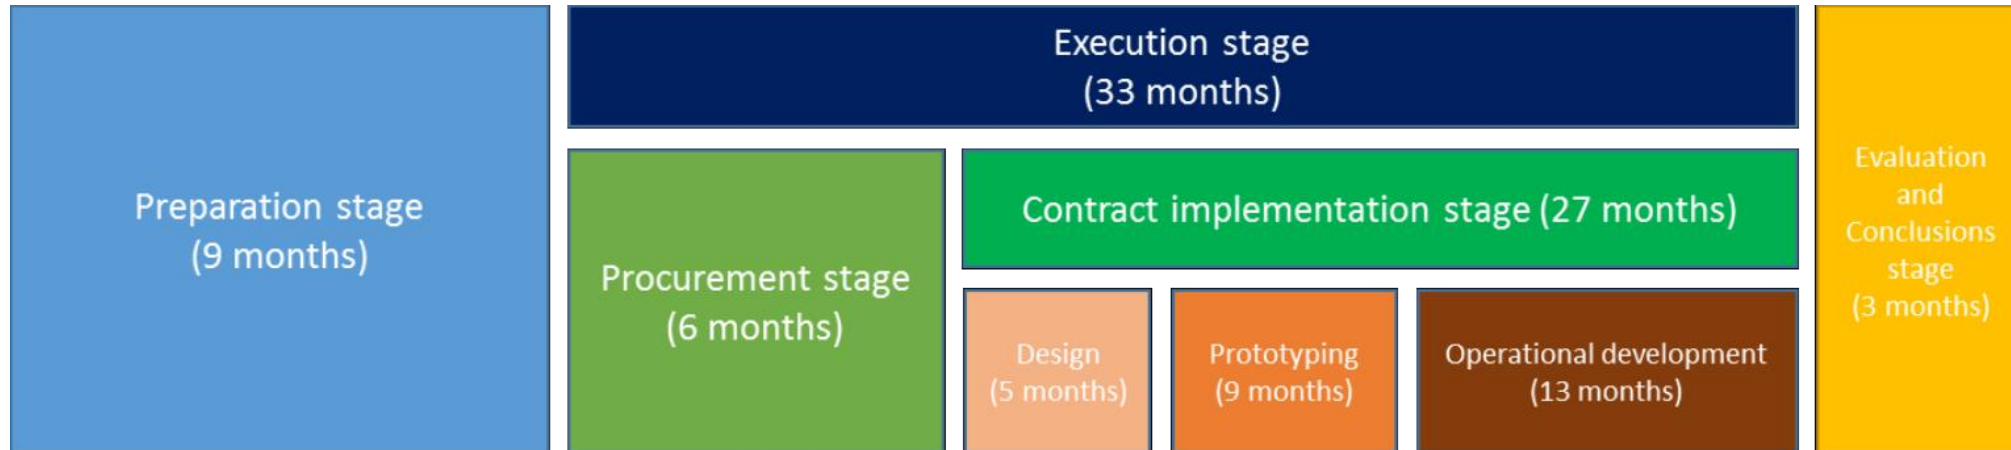 Preparation stage
(9 months)
Execution stage
(33 months)
Procurement stage
(6 months)
Contract implementation stage (27 months)
Design
(5 months)
Prototyping
(9 months)
Operational development
(13 months)
Evaluation
and
Conclusions
stage
(3 months)